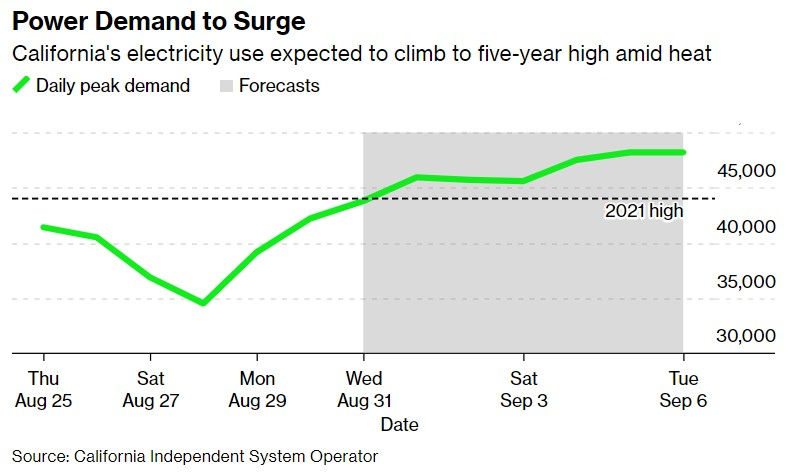 Power Demand to Surge
California's electricity use expected to climb to five-year high amid heat
Daily peak demand Forecasts
45,000
2021 high
40,000
35,000
30,000
Thu Sat Mon Wed Sat Tue
Aug 25 Aug 27 Aug 29 Aug 31 Sep 3 Sep 6
Date
Source: California Independent System Operator